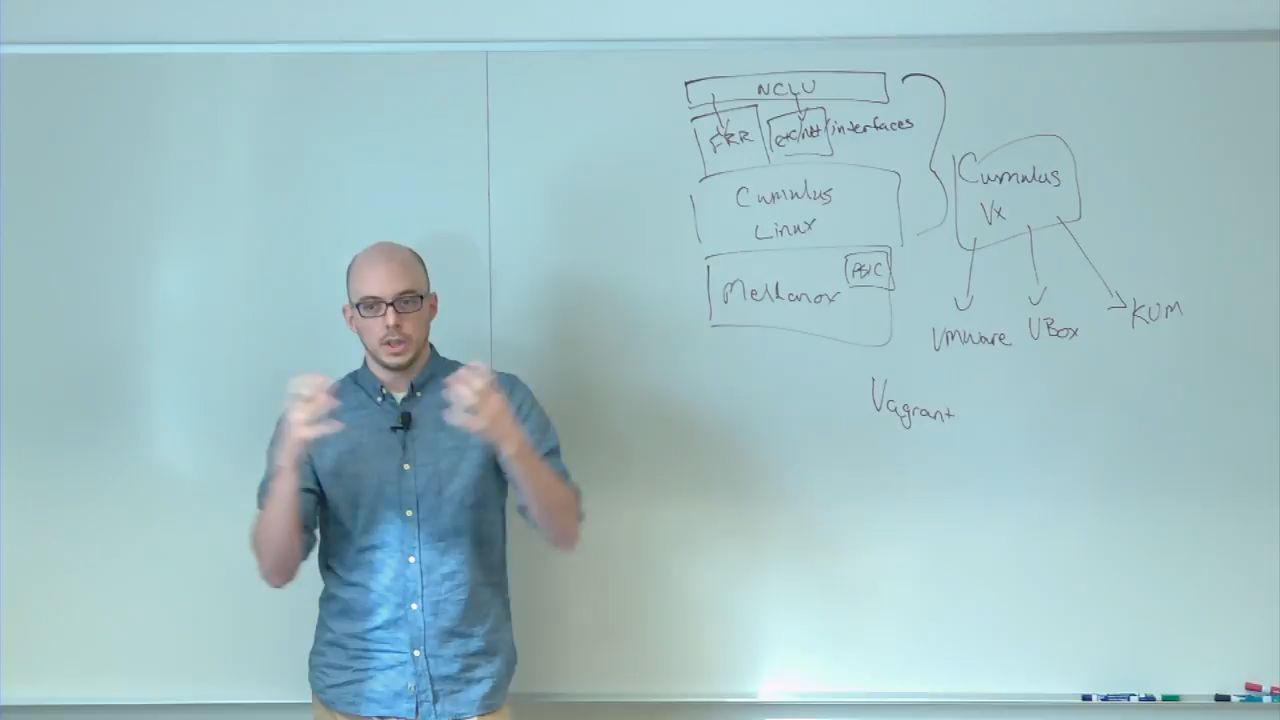 NCLU
FRR etc/net/interfaces
Cumulus
Linux
Mellanox ASIC
Cumulus
Vx
VMware VBox KVM
Vagrant